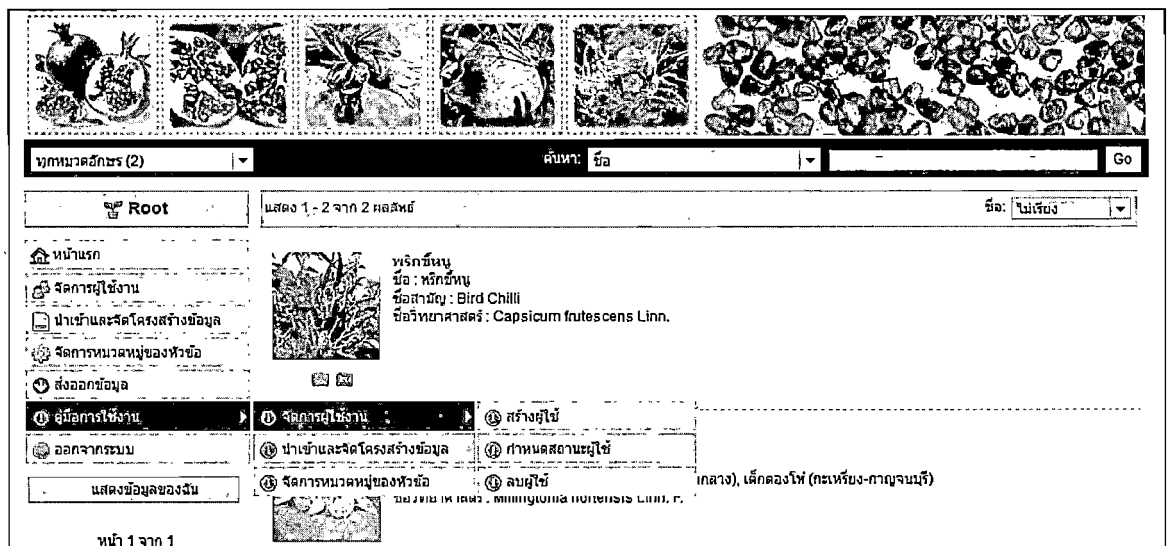 ทุกหมวดอักษร (2)
ค้นหา: ชื่อ
Go
Root
แสดง 1 - 2 จาก 2 ผลลัพธ์
ชื่อ: ไม่เรียง
หน้าแรก
จัดการผู้ใช้งาน
นำเข้าและจัดโครงสร้างข้อมูล
จัดการหมวดหมู่ของหัวข้อ
ส่งออกข้อมูล
คู่มือการใช้งาน
ออกจากระบบ
แสดงข้อมูลของฉัน
หน้า 1 จาก 1
พริกขี้หนู
ชื่อ : พริกขี้หนู
ชื่อสามัญ : Bird Chilli
ชื่อวิทยาศาสตร์ : Capsicum frutescens Linn.
จัดการผู้ใช้งาน
นำเข้าและจัดโครงสร้างข้อมูล
จัดการหมวดหมู่ของหัวข้อ
สร้างผู้ใช้
กำหนดสถานะผู้ใช้
ลบผู้ใช้
กลาง), เต็กตองโพ่ (กะเหรี่ยง-กาญจนบุรี)
ชื่อวิทยาศาสตร์ : Millingtonia hortensis Linn. F.